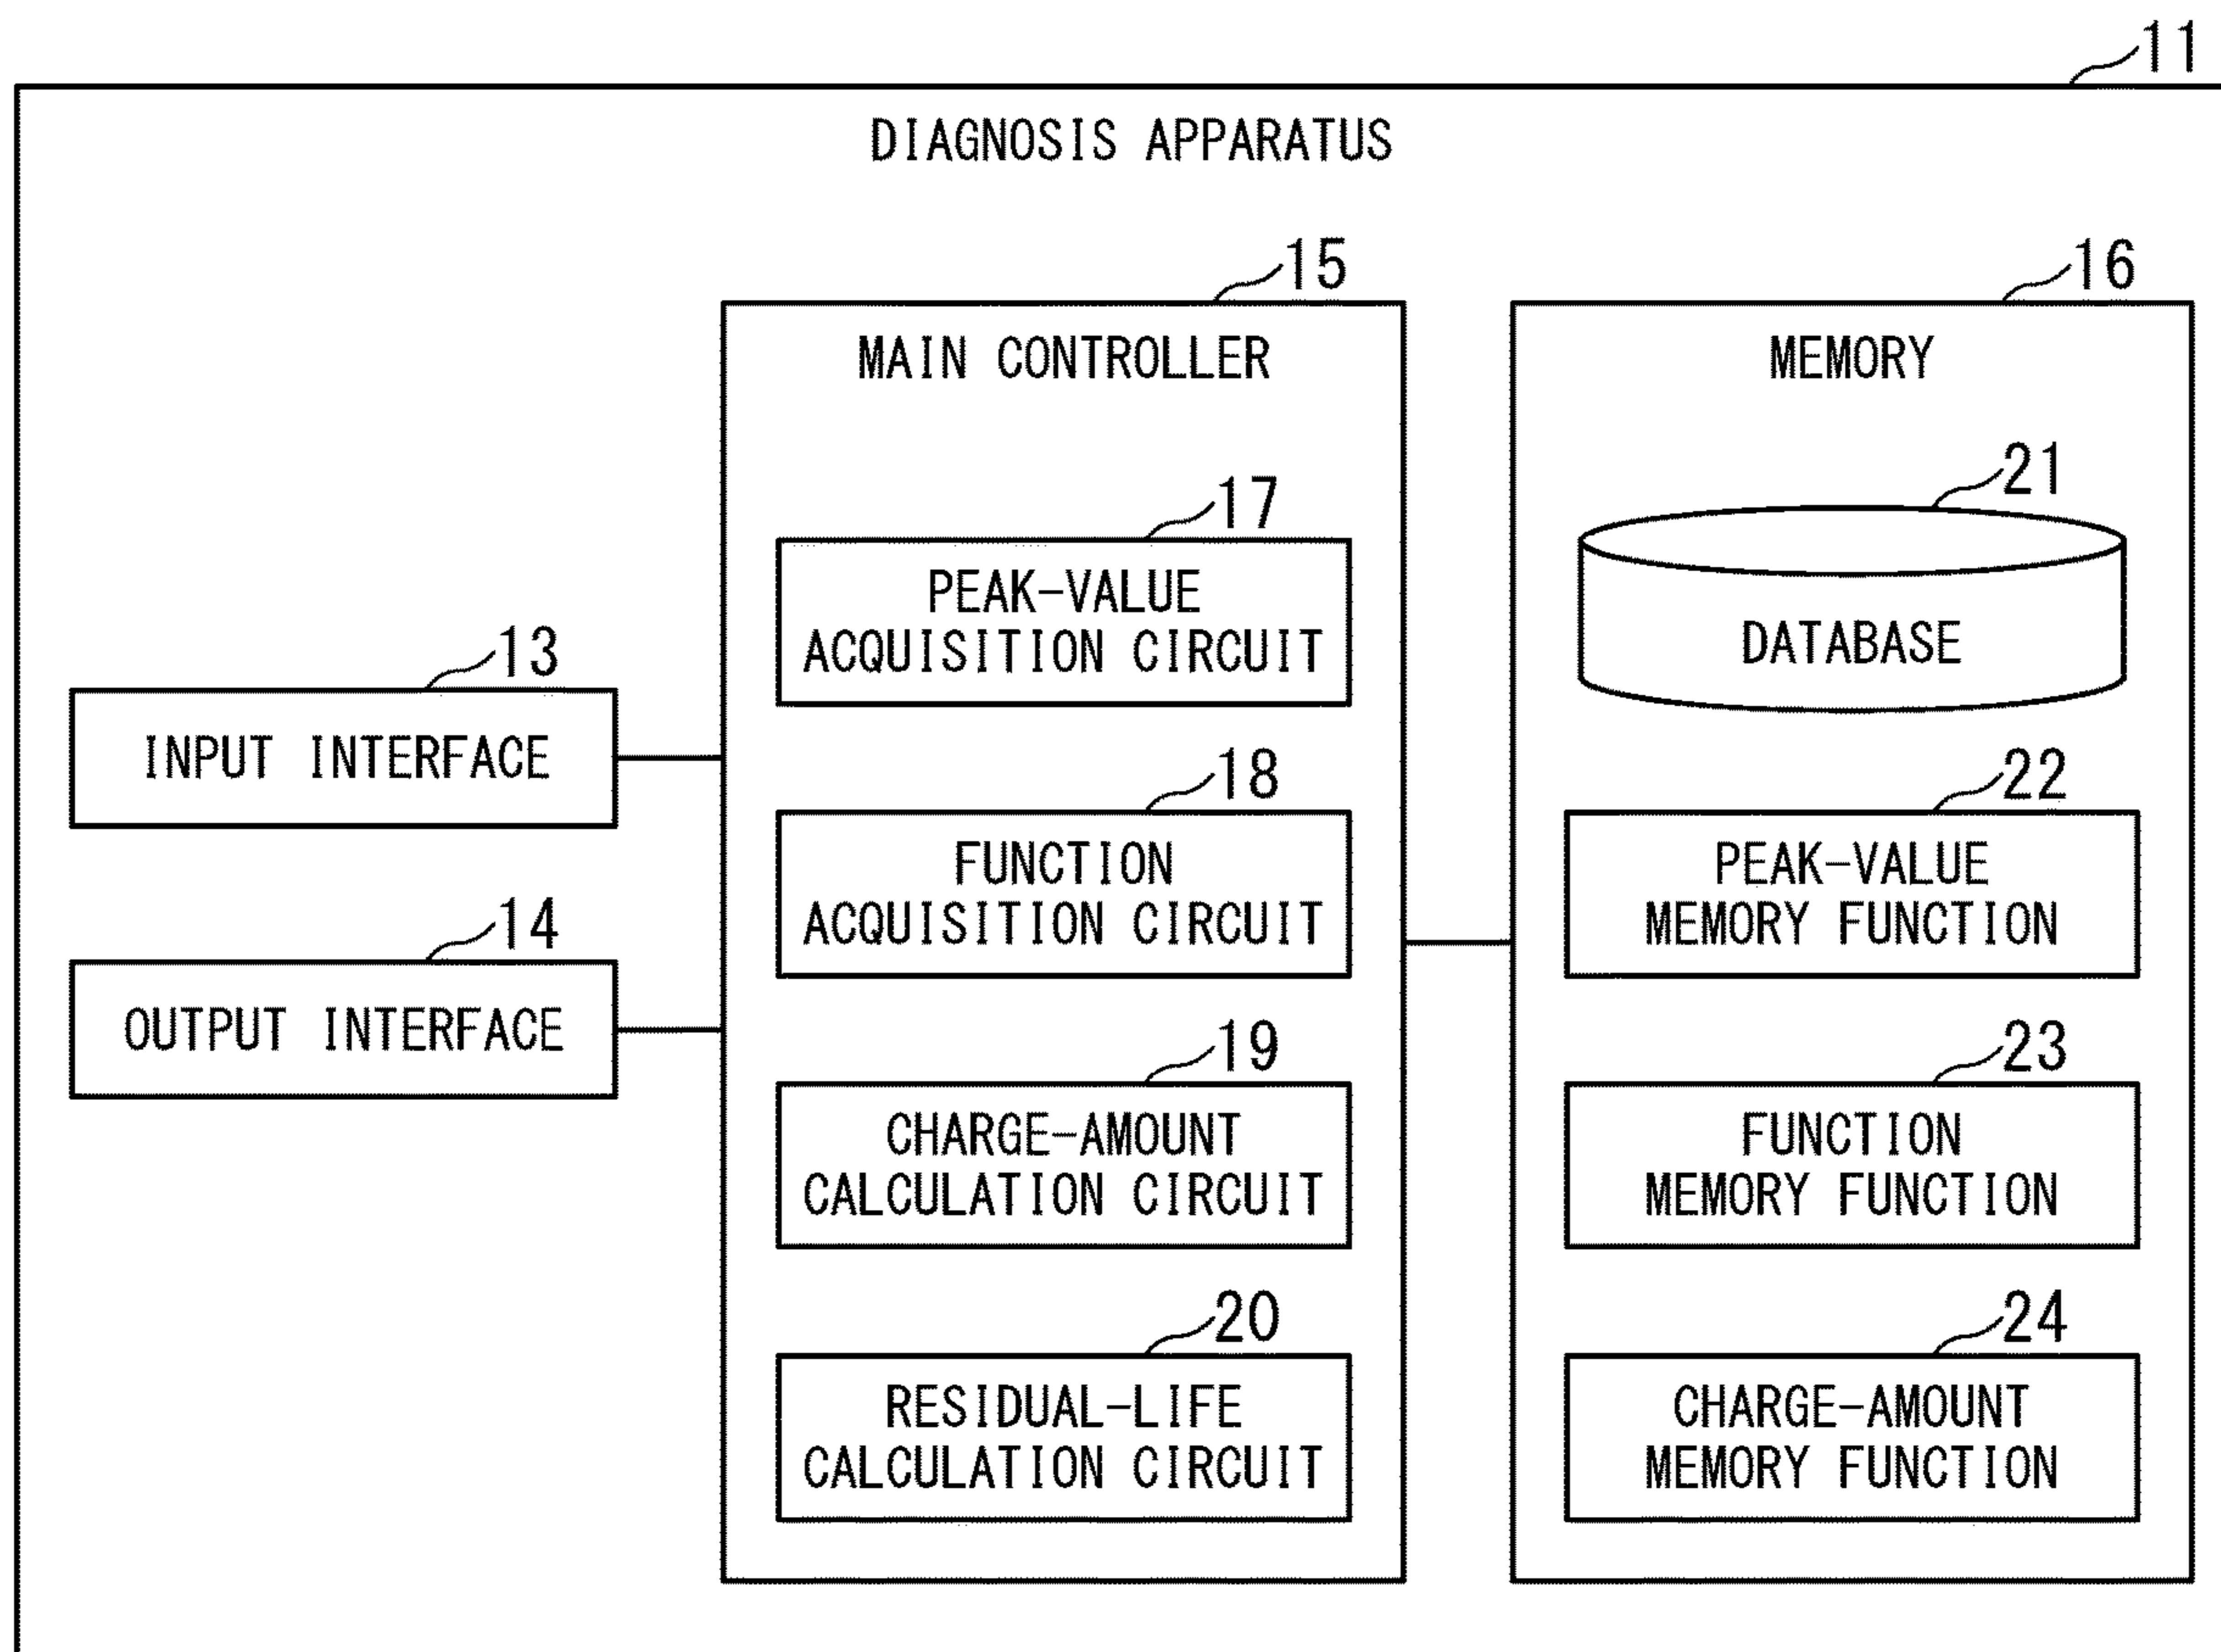 11
DIAGNOSIS APPARATUS
13
INPUT INTERFACE
14
OUTPUT INTERFACE
15
MAIN CONTROLLER
17
PEAK-VALUE
ACQUISITION CIRCUIT
18
FUNCTION
ACQUISITION CIRCUIT
19
CHARGE-AMOUNT
CALCULATION CIRCUIT
20
RESIDUAL-LIFE
CALCULATION CIRCUIT
16
MEMORY
21
DATABASE
22
PEAK-VALUE
MEMORY FUNCTION
23
FUNCTION
MEMORY FUNCTION
24
CHARGE-AMOUNT
MEMORY FUNCTION